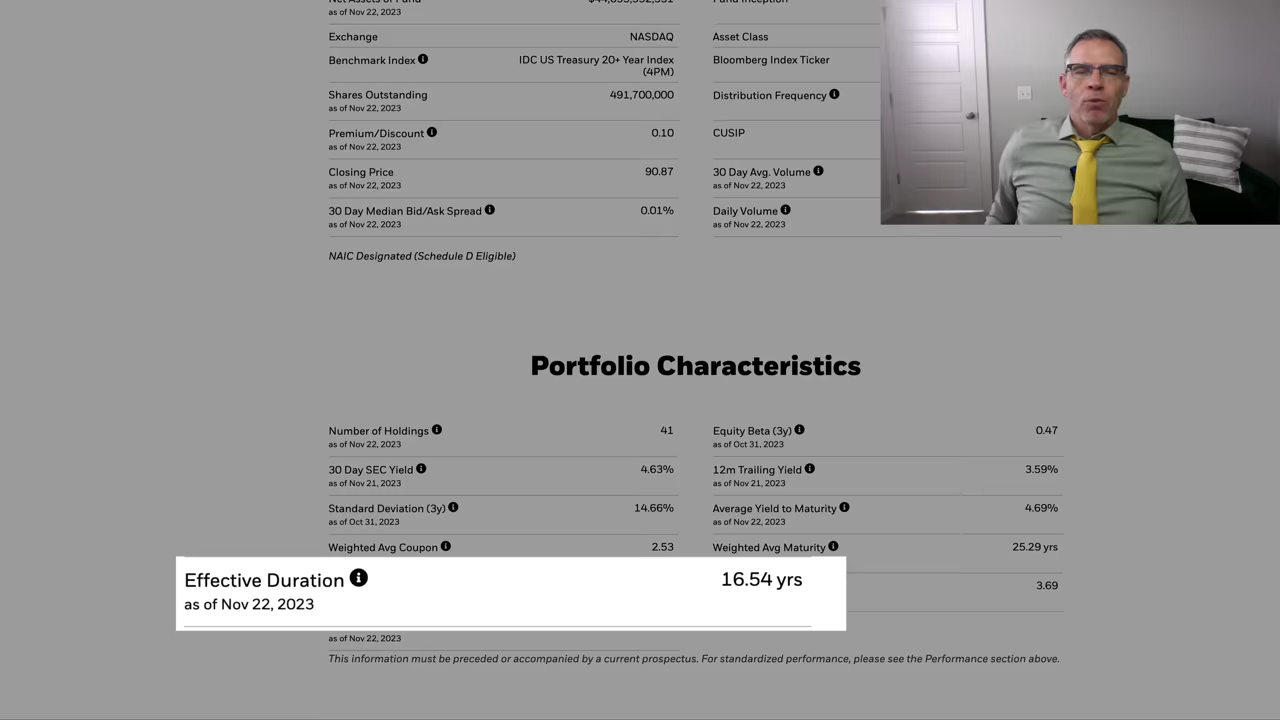 as of Nov 22, 2023
Exchange NASDAQ Asset Class
Benchmark Index IDC US Treasury 20+ Year Index Bloomberg Index Ticker
(4PM)
Shares Outstanding 491,700,000 Distribution Frequency
as of Nov 22, 2023
Premium/Discount 0.10 CUSIP
as of Nov 22, 2023
Closing Price 90.87 30 Day Avg. Volume
as of Nov 22, 2023 as of Nov 22, 2023
30 Day Median Bid/Ask Spread 0.01% Daily Volume
as of Nov 22, 2023 as of Nov 22, 2023
NAIC Designated (Schedule D Eligible)
Portfolio Characteristics
Number of Holdings 41 Equity Beta (3y) 0.47
as of Nov 22, 2023 as of Oct 31, 2023
30 Day SEC Yield 4.63% 12m Trailing Yield 3.59%
as of Nov 21, 2023 as of Nov 21, 2023
Standard Deviation (3y) 14.66% Average Yield to Maturity 4.69%
as of Oct 31, 2023 as of Nov 22, 2023
Weighted Avg Coupon 2.53 Weighted Avg Maturity 25.29 yrs
Effective Duration 16.54 yrs 3.69
as of Nov 22, 2023
as of Nov 22, 2023
This information must be preceded or accompanied by a current prospectus. For standardized performance, please see the Performance section above.